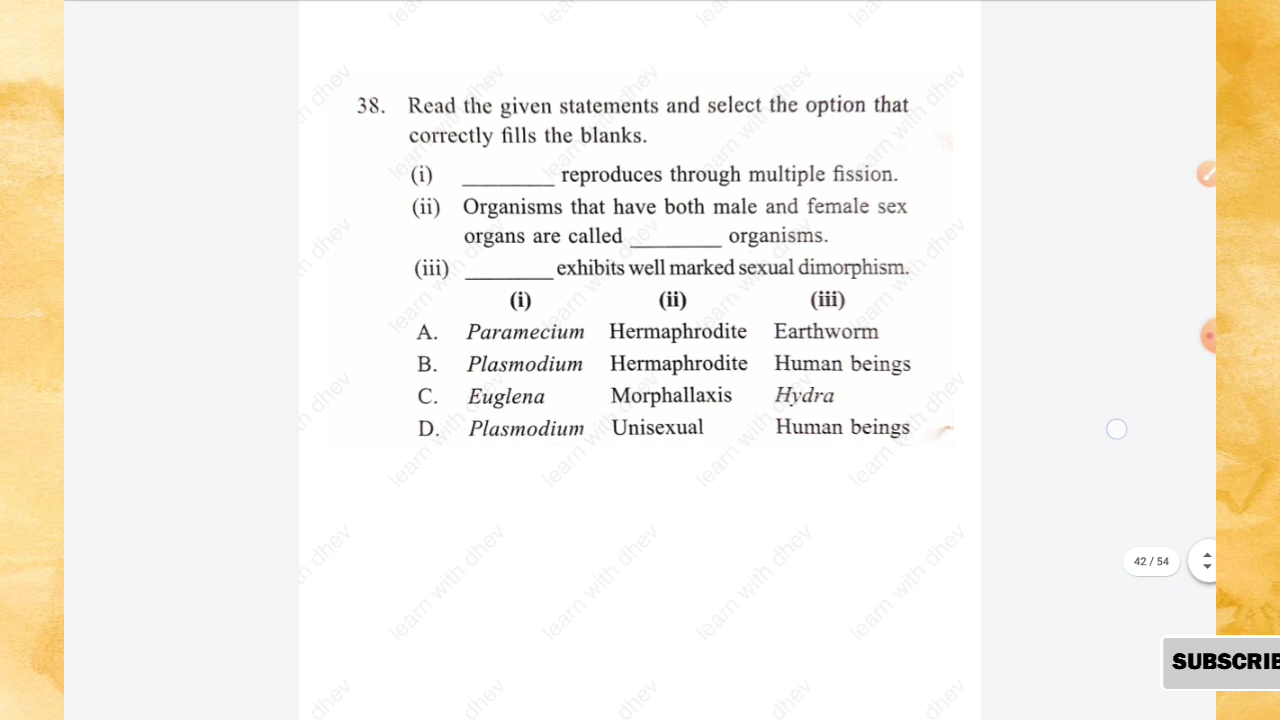 38. Read the given statements and select the option that
correctly fills the blanks.
(i) ________ reproduces through multiple fission.
(ii) Organisms that have both male and female sex
organs are called ________ organisms.
(iii) ________ exhibits well marked sexual dimorphism.
(i) (ii) (iii)
A. Paramecium Hermaphrodite Earthworm
B. Plasmodium Hermaphrodite Human beings
C. Euglena Morphallaxis Hydra
D. Plasmodium Unisexual Human beings
42 / 54
SUBSCRIB
learn with dhev